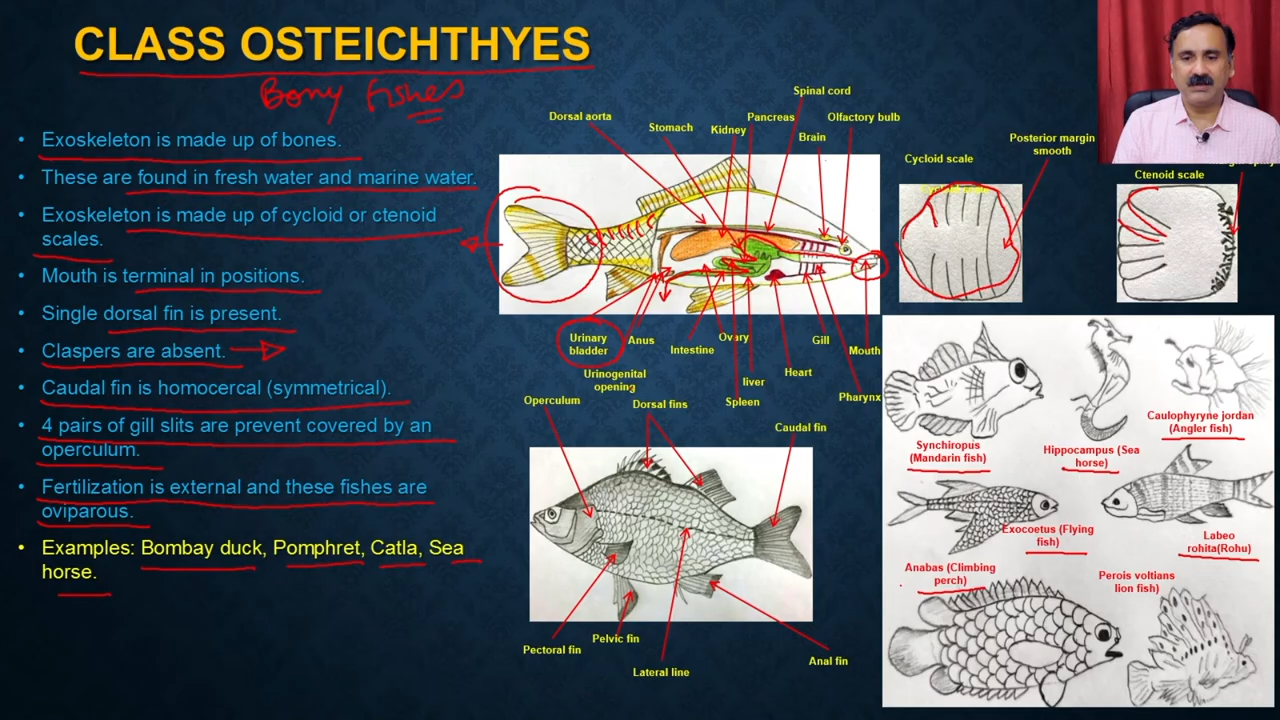 CLASS OSTEICHTHYES
Bony fishes
• Exoskeleton is made up of bones.
• These are found in fresh water and marine water.
• Exoskeleton is made up of cycloid or ctenoid
scales.
• Mouth is terminal in positions.
• Single dorsal fin is present.
• Claspers are absent.
• Caudal fin is homocercal (symmetrical).
• 4 pairs of gill slits are prevent covered by an
operculum.
• Fertilization is external and these fishes are
oviparous.
• Examples: Bombay duck, Pomphret, Catla, Sea
horse.
Dorsal aorta
Stomach
Kidney
Pancreas
Spinal cord
Brain
Olfactory bulb
Urinary
bladder
Anus
Urinogenital
opening
Intestine
Ovary
Spleen
liver
Heart
Gill
Pharynx
Mouth
Cycloid scale
Posterior margin
smooth
Ctenoid scale
Operculum
Dorsal fins
Caudal fin
Pectoral fin
Pelvic fin
Lateral line
Anal fin
Synchiropus
(Mandarin fish)
Hippocampus (Sea
horse)
Caulophyryne jordan
(Angler fish)
Exocoetus (Flying
fish)
Labeo
rohita(Rohu)
Anabas (Climbing
perch)
Perois voltians
lion fish)